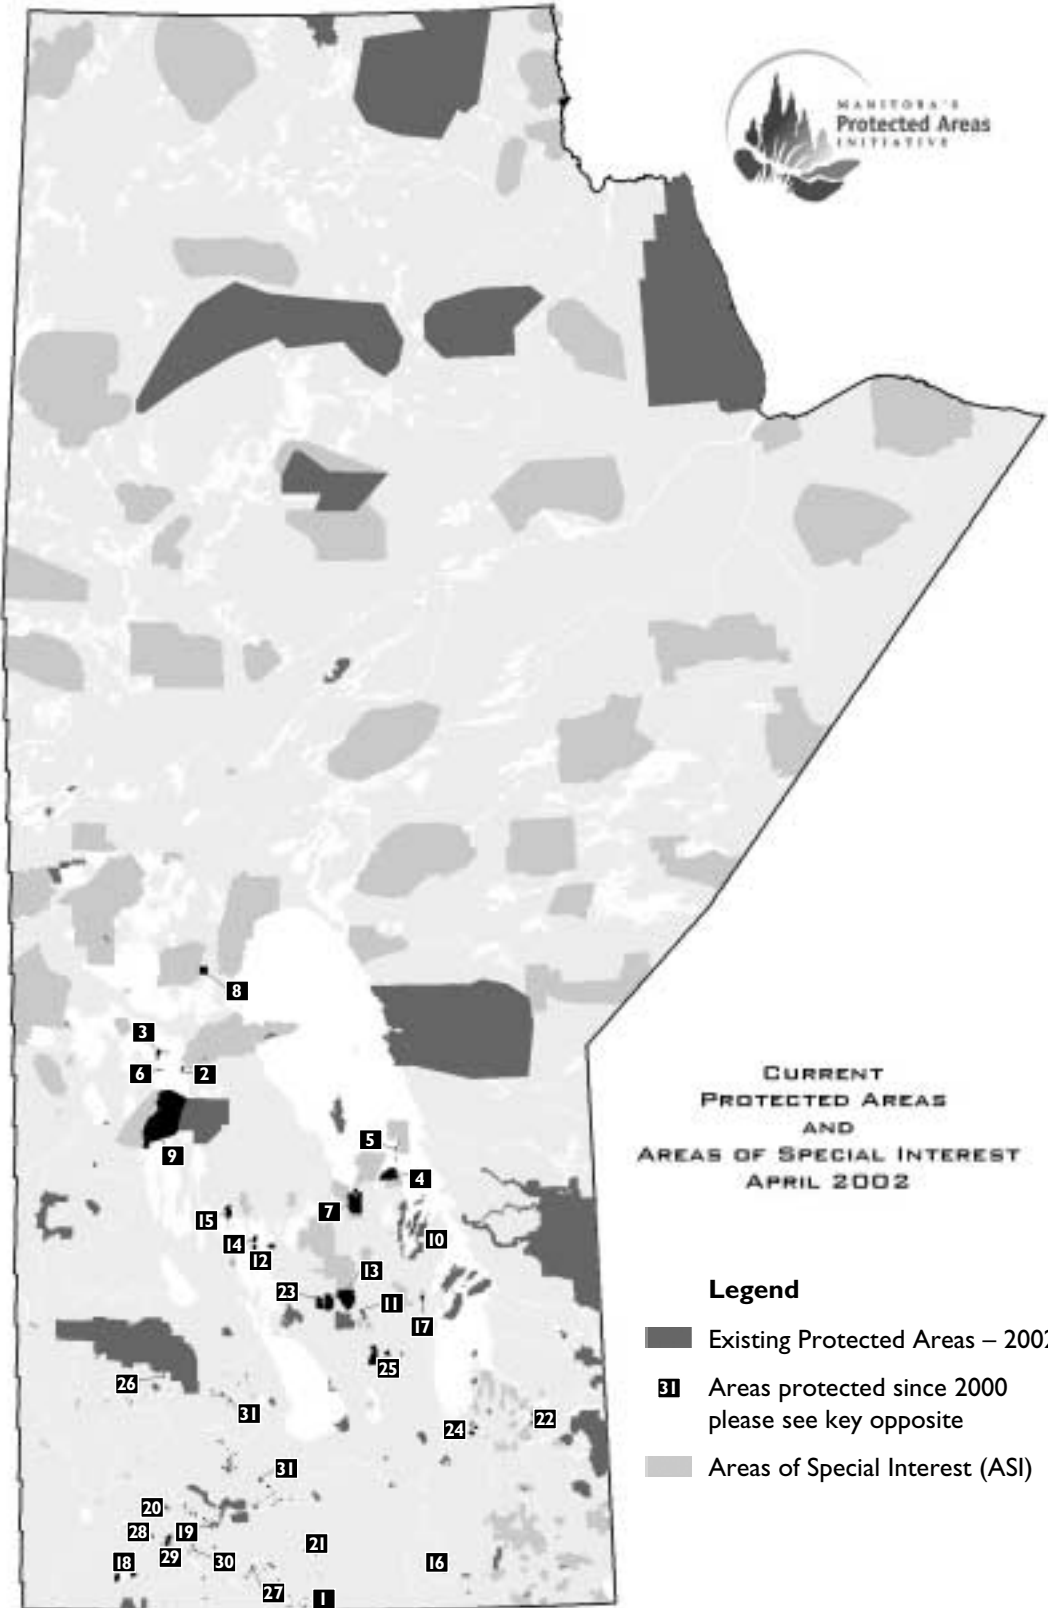 MANITOBA'S
Protected Areas
INITIATIVE
8
3
6
2
9
5
4
7
10
15
14
12
13
23
11
17
25
26
31
24
22
31
20
28
19
21
18
29
30
16
27
1
CURRENT
PROTECTED AREAS
AND
AREAS OF SPECIAL INTEREST
APRIL 2002
Legend
Existing Protected Areas – 2002
31 Areas protected since 2000
please see key opposite
Areas of Special Interest (ASI)